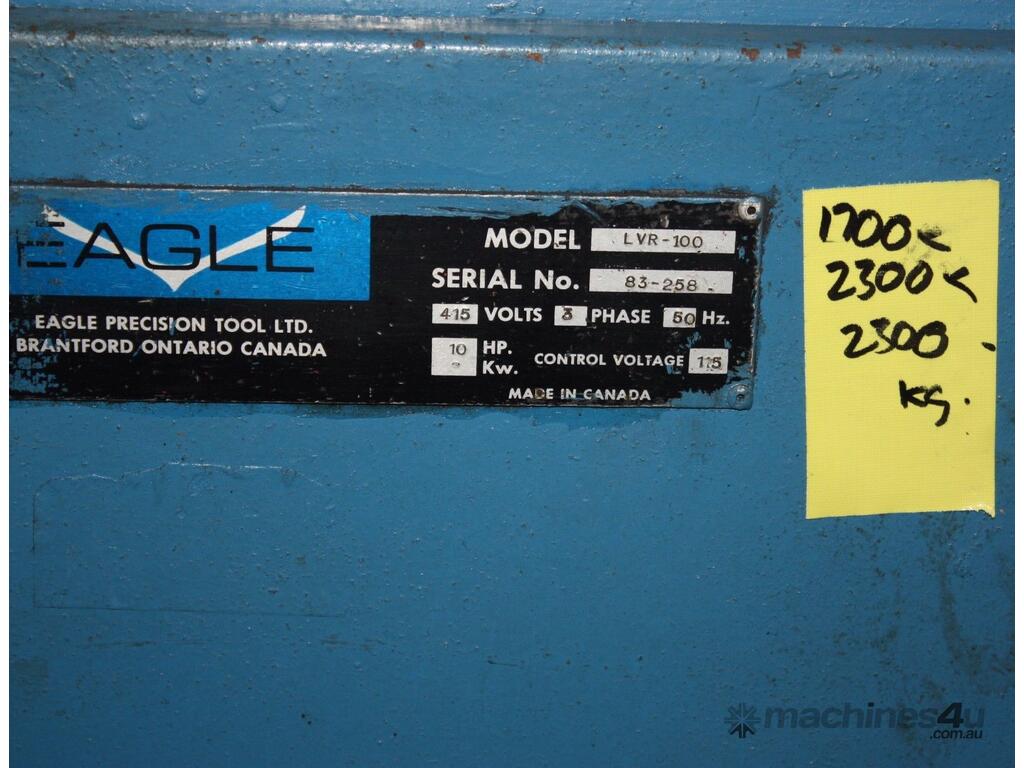 EAGLE
MODEL LVR-100
SERIAL No. 83-258
415 VOLTS 3 PHASE 50 Hz.
EAGLE PRECISION TOOL LTD.
BRANTFORD ONTARIO CANADA
10 HP.
Kw.
CONTROL VOLTAGE 115
MADE IN CANADA
1700<
2300<
2300
kg.
machines4u
.com.au